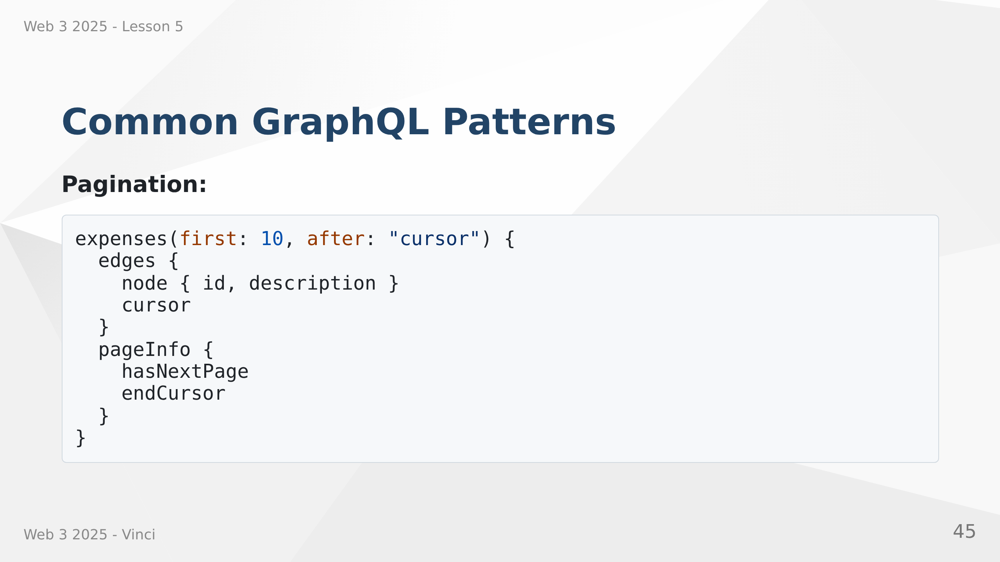 Web 3 2025 - Lesson 5
Common GraphQL Patterns
Pagination:
expenses(first: 10, after: "cursor") {
  edges {
    node { id, description }
    cursor
  }
  pageInfo {
    hasNextPage
    endCursor
  }
}
Web 3 2025 - Vinci
45